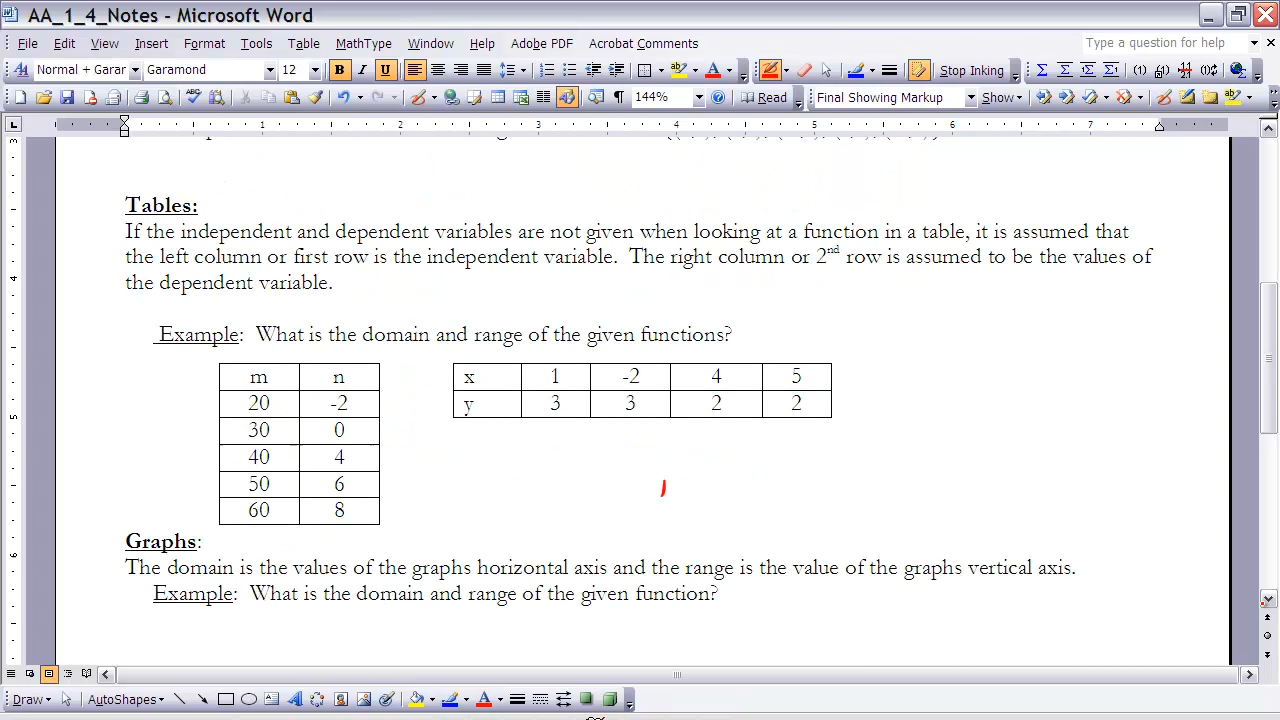 AA_1_4_Notes - Microsoft Word
File Edit View Insert Format Tools Table MathType Window Help Adobe PDF Acrobat Comments
Type a question for help
Normal + Garar Garamond 12 B I U Stop Inking
144% Read Final Showing Markup Show
1 2 3 4 5 6 7
Tables:
If the independent and dependent variables are not given when looking at a function in a table, it is assumed that
the left column or first row is the independent variable. The right column or 2nd row is assumed to be the values of
the dependent variable.
Example: What is the domain and range of the given functions?
m n
20 -2
30 0
40 4
50 6
60 8
x 1 -2 4 5
y 3 3 2 2
Graphs:
The domain is the values of the graphs horizontal axis and the range is the value of the graphs vertical axis.
Example: What is the domain and range of the given function?
Draw AutoShapes